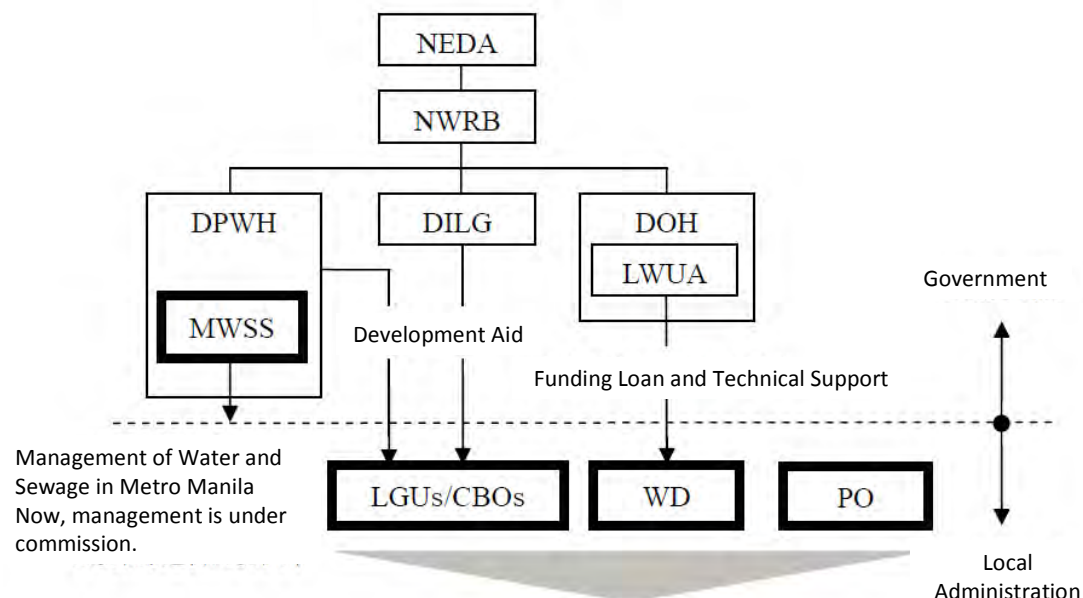 NEDA
NWRB
DPWH
DILG
DOH
LWUA
MWSS
Government
Development Aid
Funding Loan and Technical Support
Management of Water and
Sewage in Metro Manila
Now, management is under
commission.
LGUs/CBOs
WD
PO
Local
Administration